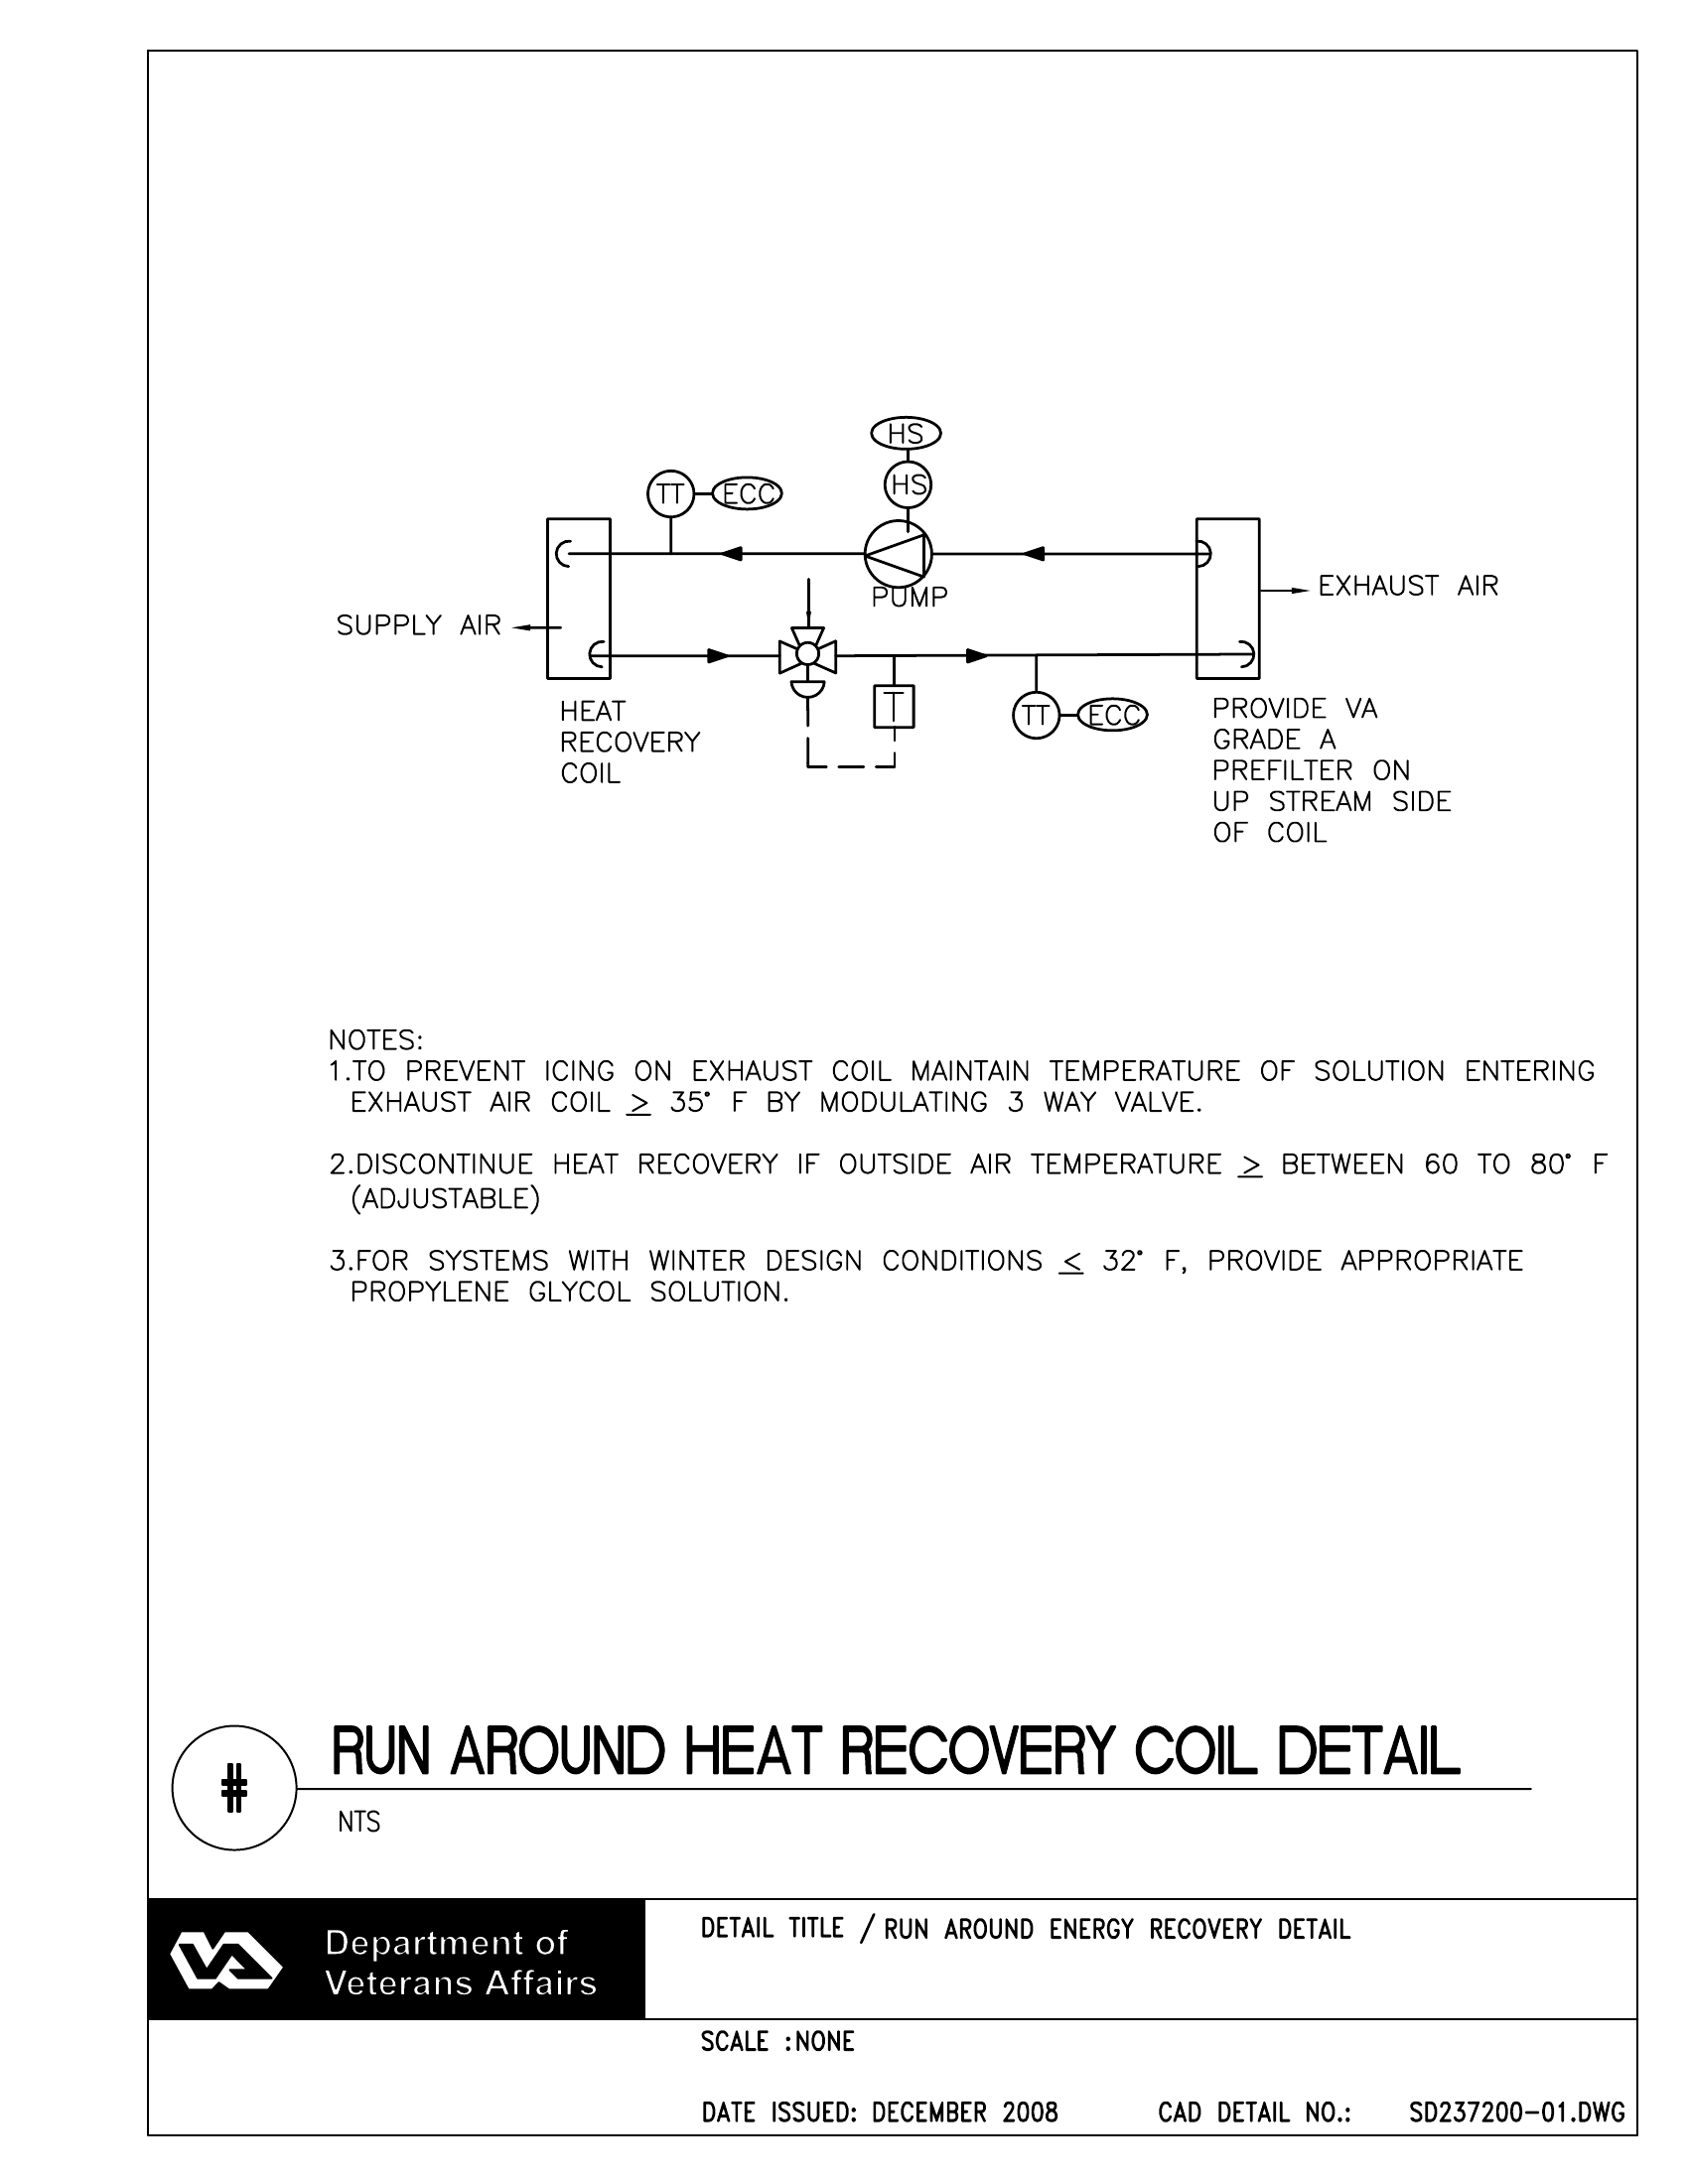 HS
HS
TT ECC
PUMP
EXHAUST AIR
SUPPLY AIR
T
TT ECC
HEAT
RECOVERY
COIL
PROVIDE VA
GRADE A
PREFILTER ON
UP STREAM SIDE
OF COIL
NOTES:
1.TO PREVENT ICING ON EXHAUST COIL MAINTAIN TEMPERATURE OF SOLUTION ENTERING
EXHAUST AIR COIL ≥ 35° F BY MODULATING 3 WAY VALVE.
2.DISCONTINUE HEAT RECOVERY IF OUTSIDE AIR TEMPERATURE ≥ BETWEEN 60 TO 80° F
(ADJUSTABLE)
3.FOR SYSTEMS WITH WINTER DESIGN CONDITIONS ≤ 32° F, PROVIDE APPROPRIATE
PROPYLENE GLYCOL SOLUTION.
# RUN AROUND HEAT RECOVERY COIL DETAIL
NTS
VA
Department of
Veterans Affairs
DETAIL TITLE / RUN AROUND ENERGY RECOVERY DETAIL
SCALE :NONE
DATE ISSUED: DECEMBER 2008 CAD DETAIL NO.: SD237200-01.DWG